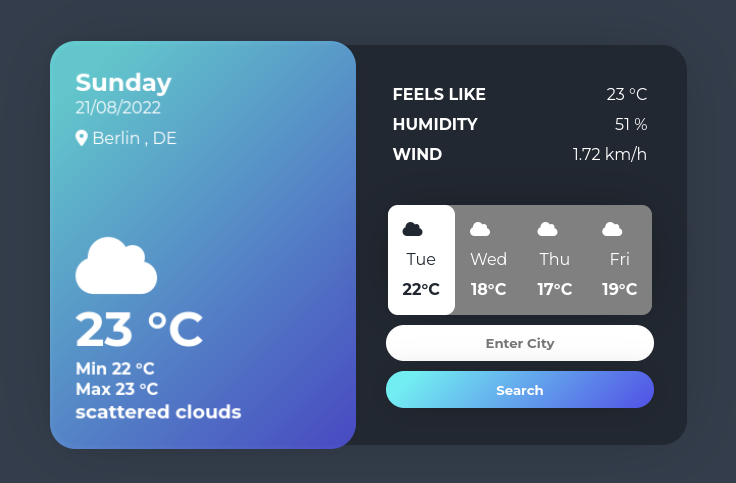 Sunday
21/08/2022
Berlin , DE
23 °C
Min 22 °C
Max 23 °C
scattered clouds
FEELS LIKE 23 °C
HUMIDITY 51 %
WIND 1.72 km/h
Tue Wed Thu Fri
22°C 18°C 17°C 19°C
Enter City
Search